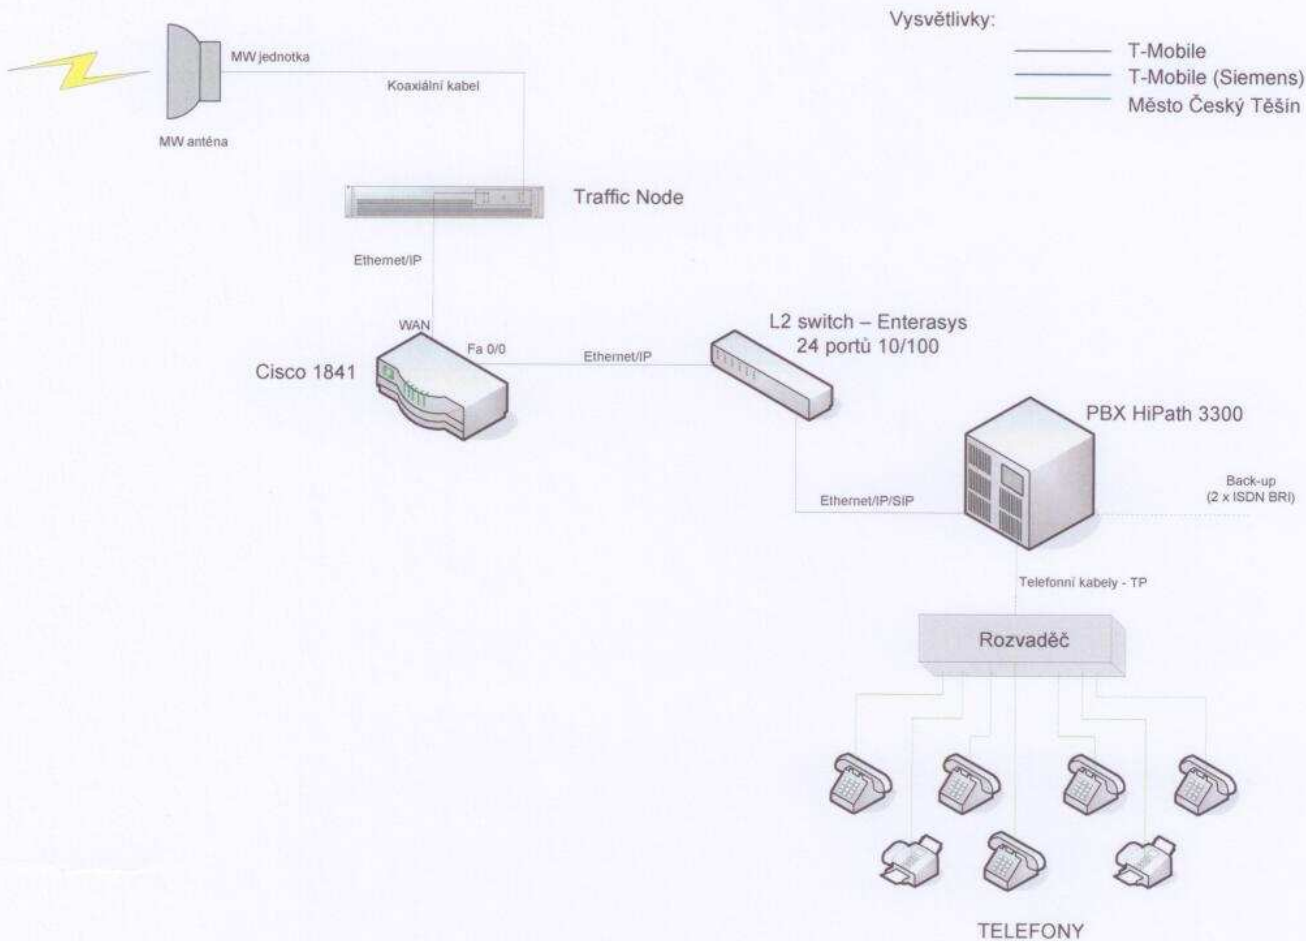 Vysvětlivky:
T-Mobile
T-Mobile (Siemens)
Město Český Těšín
MW jednotka
Koaxiální kabel
MW anténa
Traffic Node
Ethernet/IP
WAN
Fa 0/0
Cisco 1841
Ethernet/IP
L2 switch – Enterasys
24 portů 10/100
PBX HiPath 3300
Back-up
(2 x ISDN BRI)
Ethernet/IP/SIP
Telefonní kabely - TP
Rozvaděč
TELEFONY